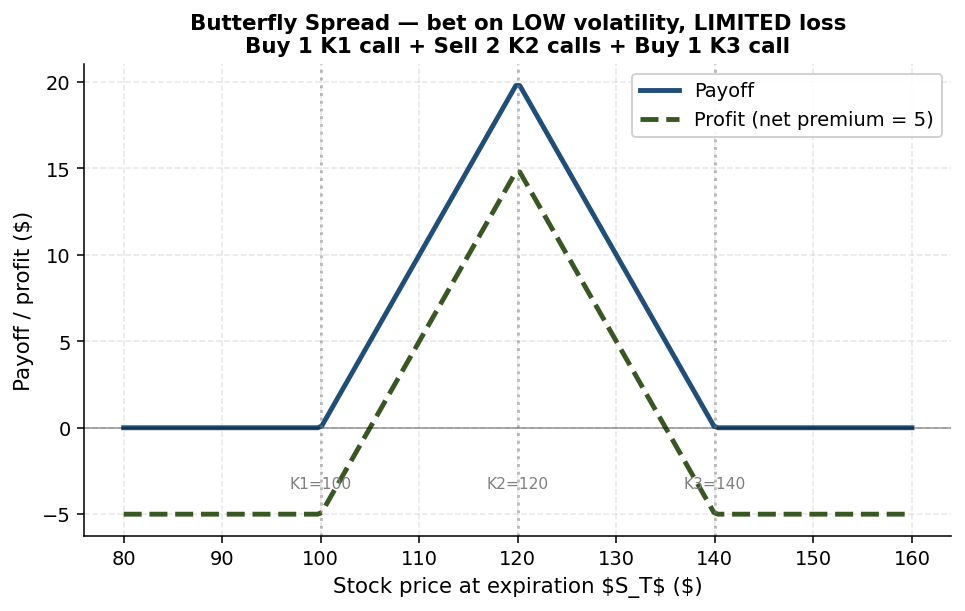 Butterfly Spread — bet on LOW volatility, LIMITED loss
Buy 1 K1 call + Sell 2 K2 calls + Buy 1 K3 call
Payoff
Profit (net premium = 5)
Payoff / profit ($)
20
15
10
5
0
−5
K1=100
K2=120
K3=140
80
90
100
110
120
130
140
150
160
Stock price at expiration $S_T$ ($)